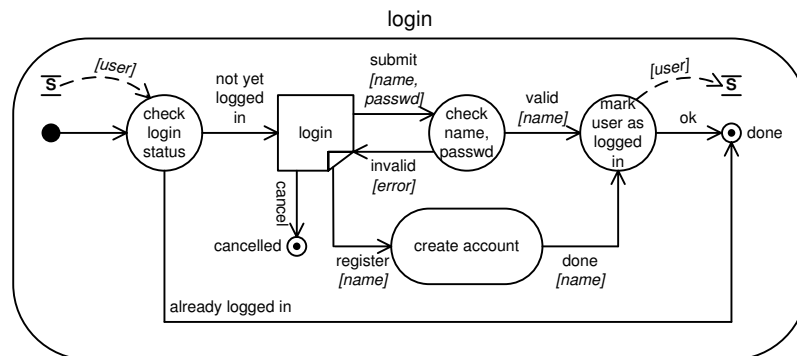 login
S
[user]
check
login
status
not yet
logged
in
login
submit
[name,
passwd]
check
name,
passwd
valid
[name]
mark
user as
logged
in
[user]
S
ok
done
invalid
[error]
cancel
cancelled
register
[name]
create account
done
[name]
already logged in